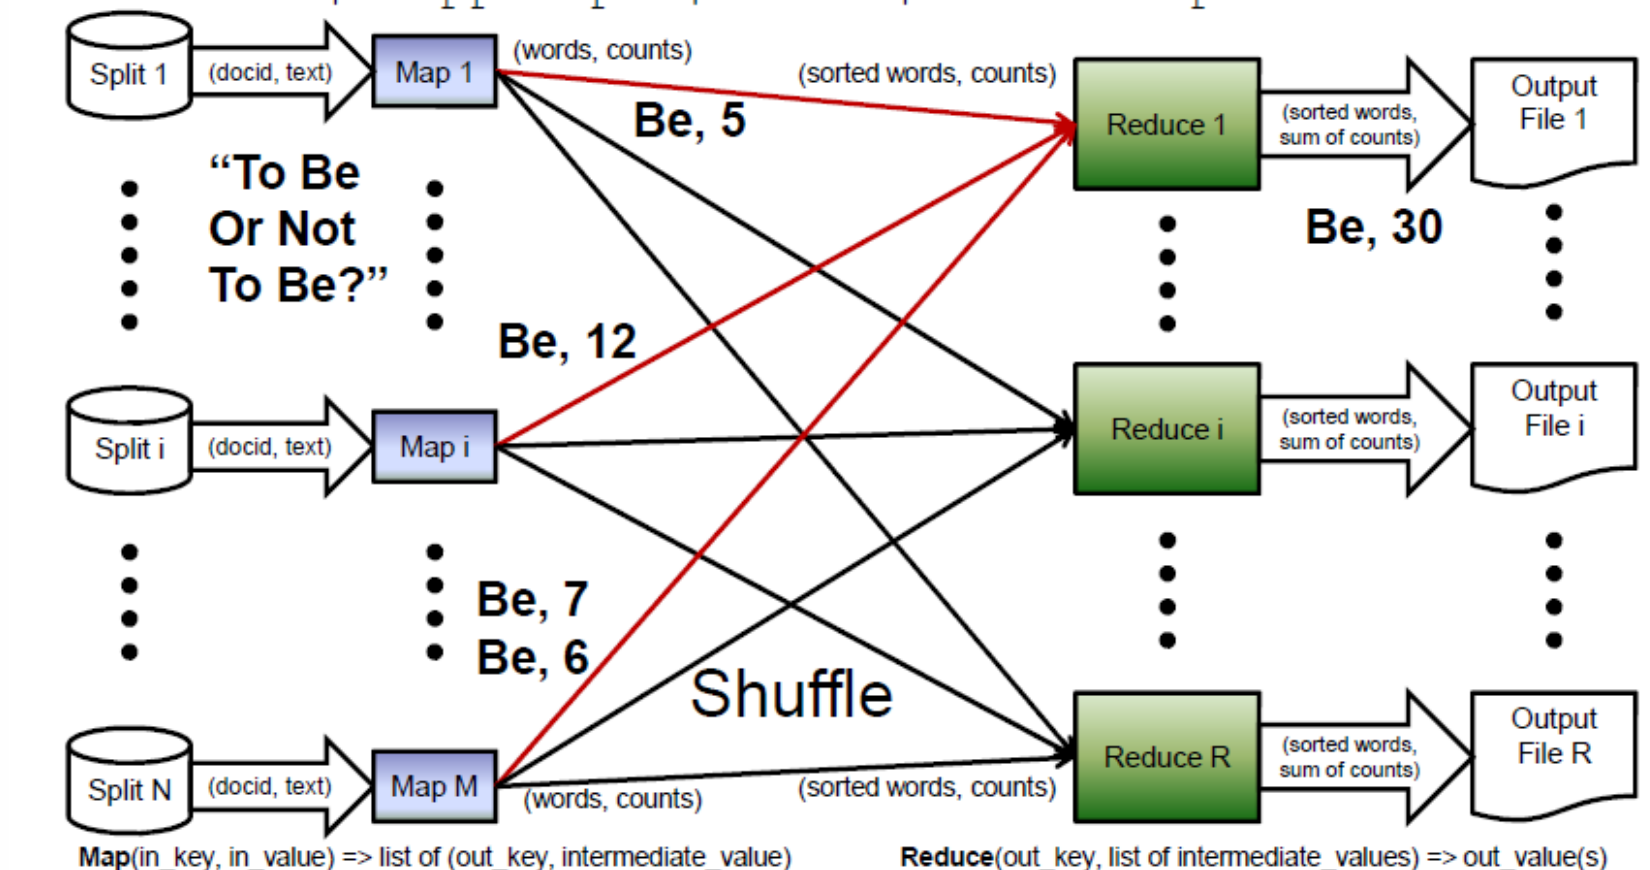 Split 1
(docid, text)
Map 1
(words, counts)
(sorted words, counts)
Be, 5
Reduce 1
(sorted words,
sum of counts)
Output
File 1
“To Be
Or Not
To Be?”
Be, 30
Be, 12
Split i
(docid, text)
Map i
Reduce i
(sorted words,
sum of counts)
Output
File i
Be, 7
Be, 6
Shuffle
Split N
(docid, text)
Map M
(words, counts)
(sorted words, counts)
Reduce R
(sorted words,
sum of counts)
Output
File R
Map(in_key, in_value) => list of (out_key, intermediate_value)
Reduce(out_key, list of intermediate_values) => out_value(s)